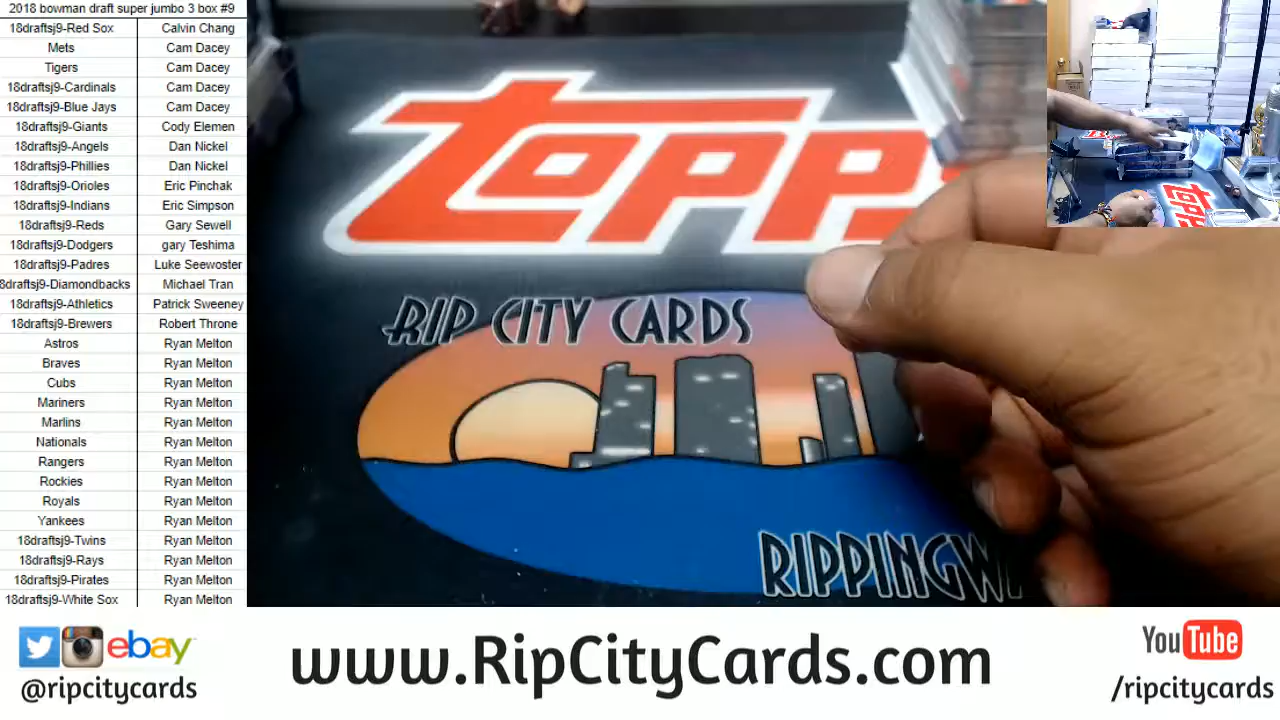 2018 bowman draft super jumbo 3 box #9
18draftsj9-Red Sox Calvin Chang
Mets Cam Dacey
Tigers Cam Dacey
18draftsj9-Cardinals Cam Dacey
18draftsj9-Blue Jays Cam Dacey
18draftsj9-Giants Cody Elemen
18draftsj9-Angels Dan Nickel
18draftsj9-Phillies Dan Nickel
18draftsj9-Orioles Eric Pinchak
18draftsj9-Indians Eric Simpson
18draftsj9-Reds Gary Sewell
18draftsj9-Dodgers gary Teshima
18draftsj9-Padres Luke Seewoster
8draftsj9-Diamondbacks Michael Tran
18draftsj9-Athletics Patrick Sweeney
18draftsj9-Brewers Robert Throne
Astros Ryan Melton
Braves Ryan Melton
Cubs Ryan Melton
Mariners Ryan Melton
Marlins Ryan Melton
Nationals Ryan Melton
Rangers Ryan Melton
Rockies Ryan Melton
Royals Ryan Melton
Yankees Ryan Melton
18draftsj9-Twins Ryan Melton
18draftsj9-Rays Ryan Melton
18draftsj9-Pirates Ryan Melton
18draftsj9-White Sox Ryan Melton
topps
RIP CITY CARDS
RIPPINGW
topp
ebay
@ripcitycards
www.RipCityCards.com
YouTube
/ripcitycards